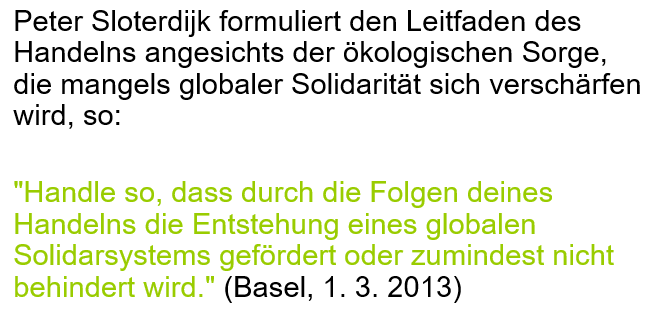 Peter Sloterdijk formuliert den Leitfaden des
Handelns angesichts der ökologischen Sorge,
die mangels globaler Solidarität sich verschärfen
wird, so:
"Handle so, dass durch die Folgen deines
Handelns die Entstehung eines globalen
Solidarsystems gefördert oder zumindest nicht
behindert wird." (Basel, 1. 3. 2013)